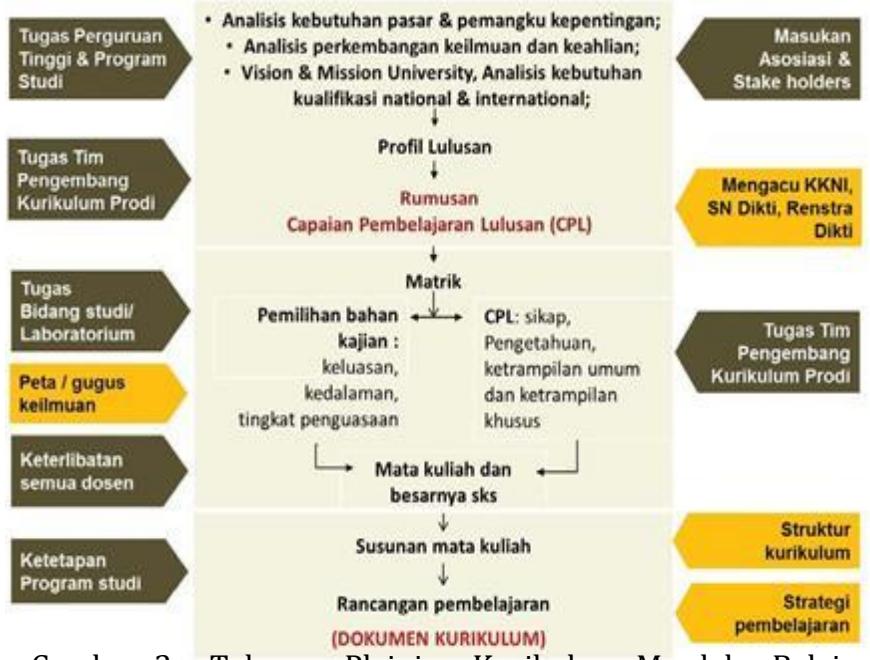 Tugas Perguruan
Tinggi & Program
Studi
• Analisis kebutuhan pasar & pemangku kepentingan;
• Analisis perkembangan keilmuan dan keahlian;
• Vision & Mission University, Analisis kebutuhan
kualifikasi national & international;
Masukan
Asosiasi &
Stake holders
Tugas Tim
Pengembang
Kurikulum Prodi
Profil Lulusan
Rumusan
Capaian Pembelajaran Lulusan (CPL)
Mengacu KKNI,
SN Dikti, Renstra
Dikti
Tugas
Bidang studi/
Laboratorium
Matrik
Pemilihan bahan
kajian :
keluasan,
kedalaman,
tingkat penguasaan
CPL: sikap,
Pengetahuan,
ketrampilan umum
dan ketrampilan
khusus
Tugas Tim
Pengembang
Kurikulum Prodi
Peta / gugus
keilmuan
Keterlibatan
semua dosen
Mata kuliah dan
besarnya sks
Ketetapan
Program studi
Susunan mata kuliah
Struktur
kurikulum
Rancangan pembelajaran
(DOKUMEN KURIKULUM)
Strategi
pembelajaran